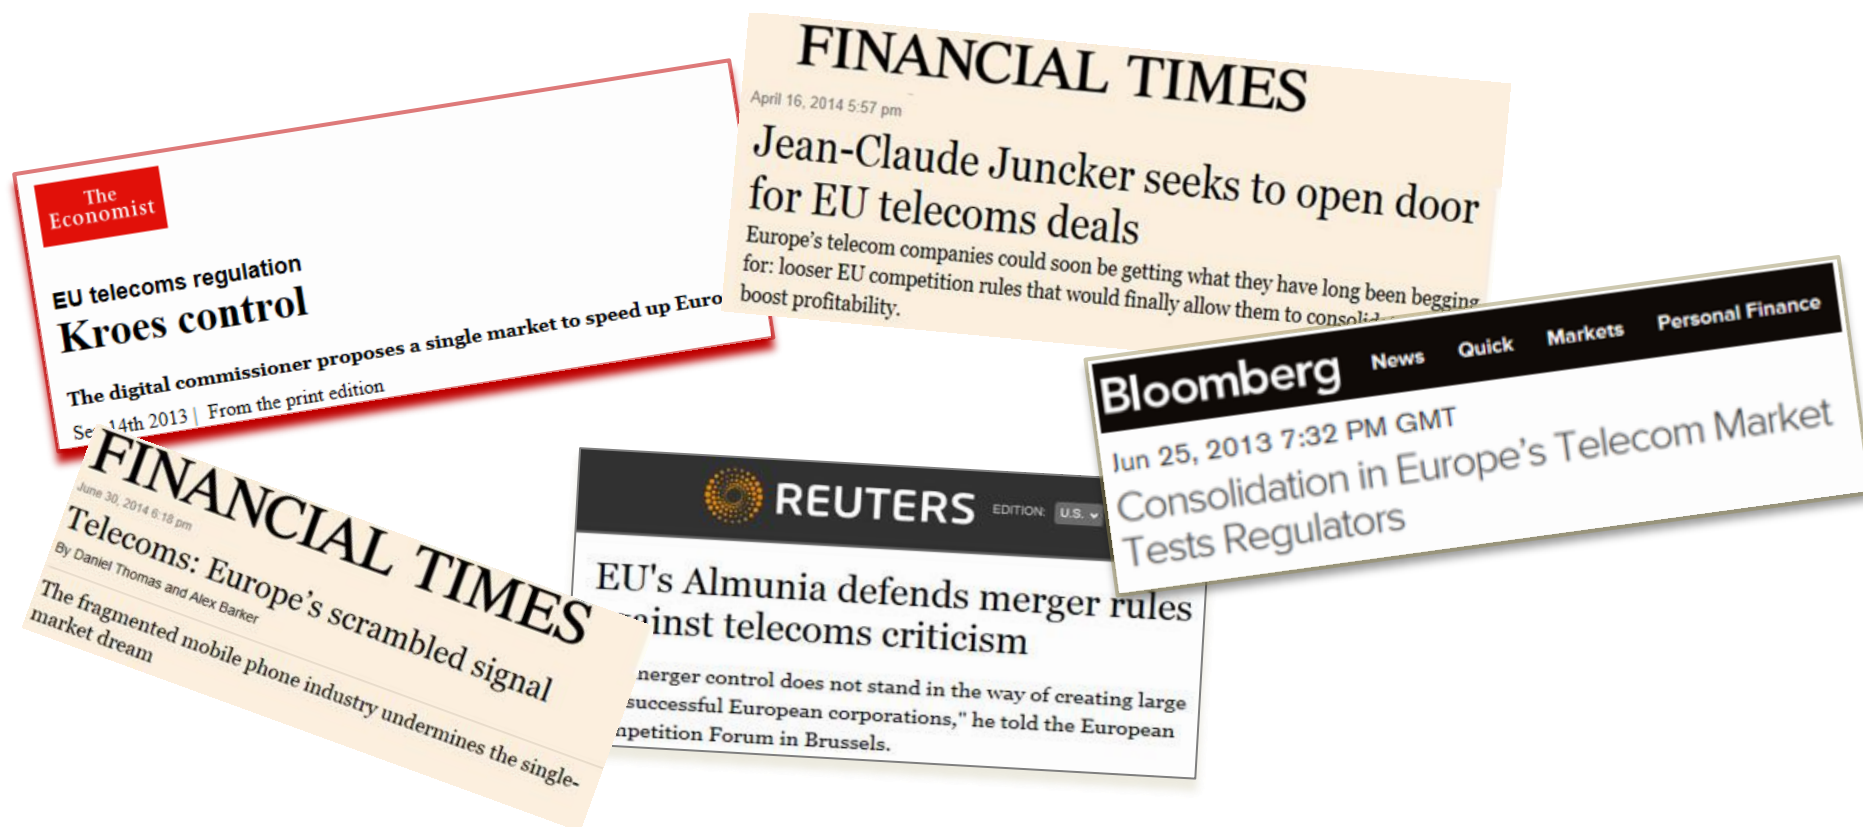 The
Economist
EU telecoms regulation
Kroes control
The digital commissioner proposes a single market to speed up Euro
14th 2013 | From the print edition
FINANCIAL TIMES
April 16, 2014 5:57 pm
Jean-Claude Juncker seeks to open door
for EU telecoms deals
Europe's telecom companies could soon be getting what they have long been begging
for: looser EU competition rules that would finally allow them to
boost profitability.
Bloomberg News Quick Markets Personal Finance
Jun 25, 2013 7:32 PM GMT
Consolidation in Europe's Telecom Market
Tests Regulators
FINANCIAL TIMES
June 30, 2014 6:18 pm
Telecoms: Europe's scrambled signal
By Daniel Thomas and Alex Barker
The fragmented mobile phone industry undermines the single-
market dream
REUTERS EDITION: U.S.
EU's Almunia defends merger rules
telecoms criticism
merger control does not stand in the way of creating large
successful European corporations," he told the European
Forum in Brussels.